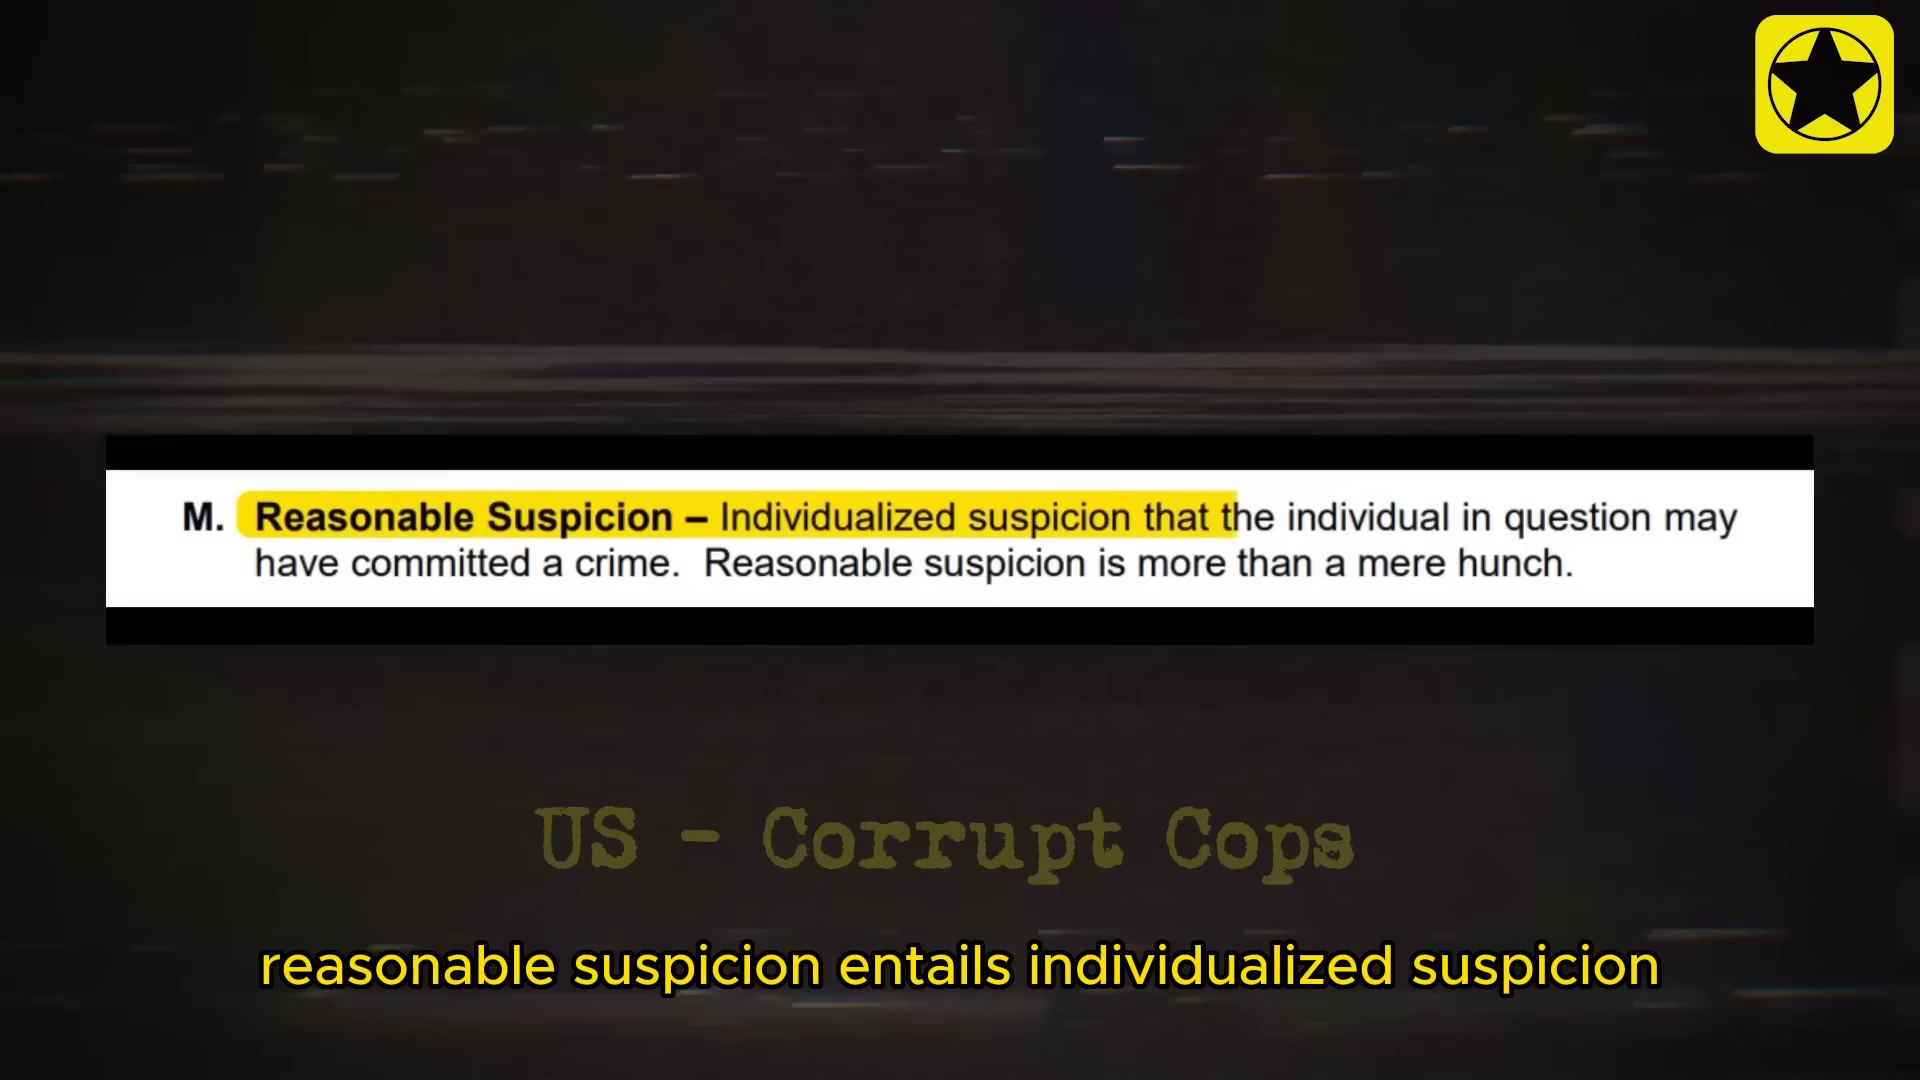 M. Reasonable Suspicion – Individualized suspicion that the individual in question may
have committed a crime. Reasonable suspicion is more than a mere hunch.
US - Corrupt Cops
reasonable suspicion entails individualized suspicion